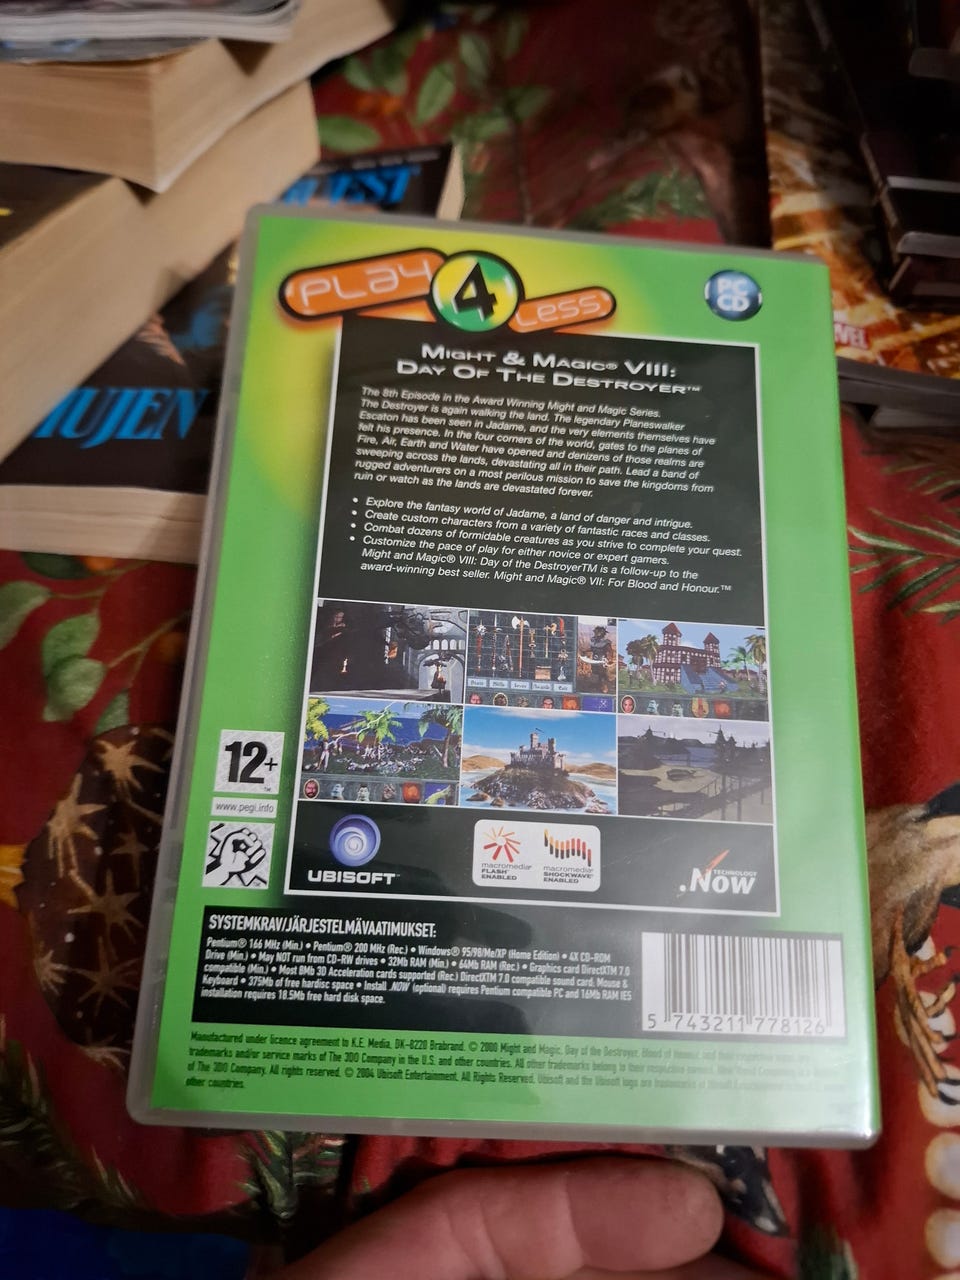 QUEST
MUJEN
VEL
PLAY 4 LESS
PC
CD
MIGHT & MAGIC® VIII:
DAY OF THE DESTROYER™
The 8th Episode in the Award Winning Might and Magic Series.
The Destroyer is again walking the land. The legendary Planeswalker
Escaton has been seen in Jadame, and the very elements themselves have
felt his presence. In the four corners of the world, gates to the planes of
Fire, Air, Earth and Water have opened and denizens of those realms are
sweeping across the lands, devastating all in their path. Lead a band of
rugged adventurers on a most perilous mission to save the kingdoms from
ruin or watch as the lands are devastated forever.
• Explore the fantasy world of Jadame, a land of danger and intrigue.
• Create custom characters from a variety of fantastic races and classes.
• Combat dozens of formidable creatures as you strive to complete your quest.
• Customize the pace of play for either novice or expert gamers.
Might and Magic® VIII: Day of the DestroyerTM is a follow-up to the
award-winning best seller. Might and Magic® VII: For Blood and Honour.™
12+
www.pegi.info
UBISOFT™
macromedia®
FLASH™
ENABLED
macromedia®
SHOCKWAVE®
ENABLED
.Now TECHNOLOGY
SYSTEMKRAV/JÄRJESTELMÄVAATIMUKSET:
Pentium® 166 MHz (Min.) • Pentium® 200 MHz (Rec.) • Windows® 95/98/Me/XP (Home Edition) • 4X CD-ROM
Drive (Min.) • May NOT run from CD-RW drives • 32Mb RAM (Min.) • 64Mb RAM (Rec.) • Graphics card DirectXTM 7.0
compatible (Min.) • Most 8Mb 3D Acceleration cards supported (Rec.) DirectXTM 7.0 compatible sound card, Mouse &
Keyboard • 375Mb of free hardisc space • Install .NOW (optional) requires Pentium compatible PC and 16Mb RAM IE5
installation requires 18.5Mb free hard disk space.
5 743211 778126
Manufactured under licence agreement to K.E. Media, DK-8220 Brabrand. © 2000 Might and Magic, Day of the Destroyer, Blood of Honour, and their respective
trademarks and/or service marks of The 3DO Company in the U.S. and other countries. All other trademarks belong to their respective owners. New World Computing
of The 3DO Company. All rights reserved. © 2004 Ubisoft Entertainment. All Rights Reserved. Ubisoft and the Ubisoft logo are trademarks of Ubisoft Entertainment
other countries.